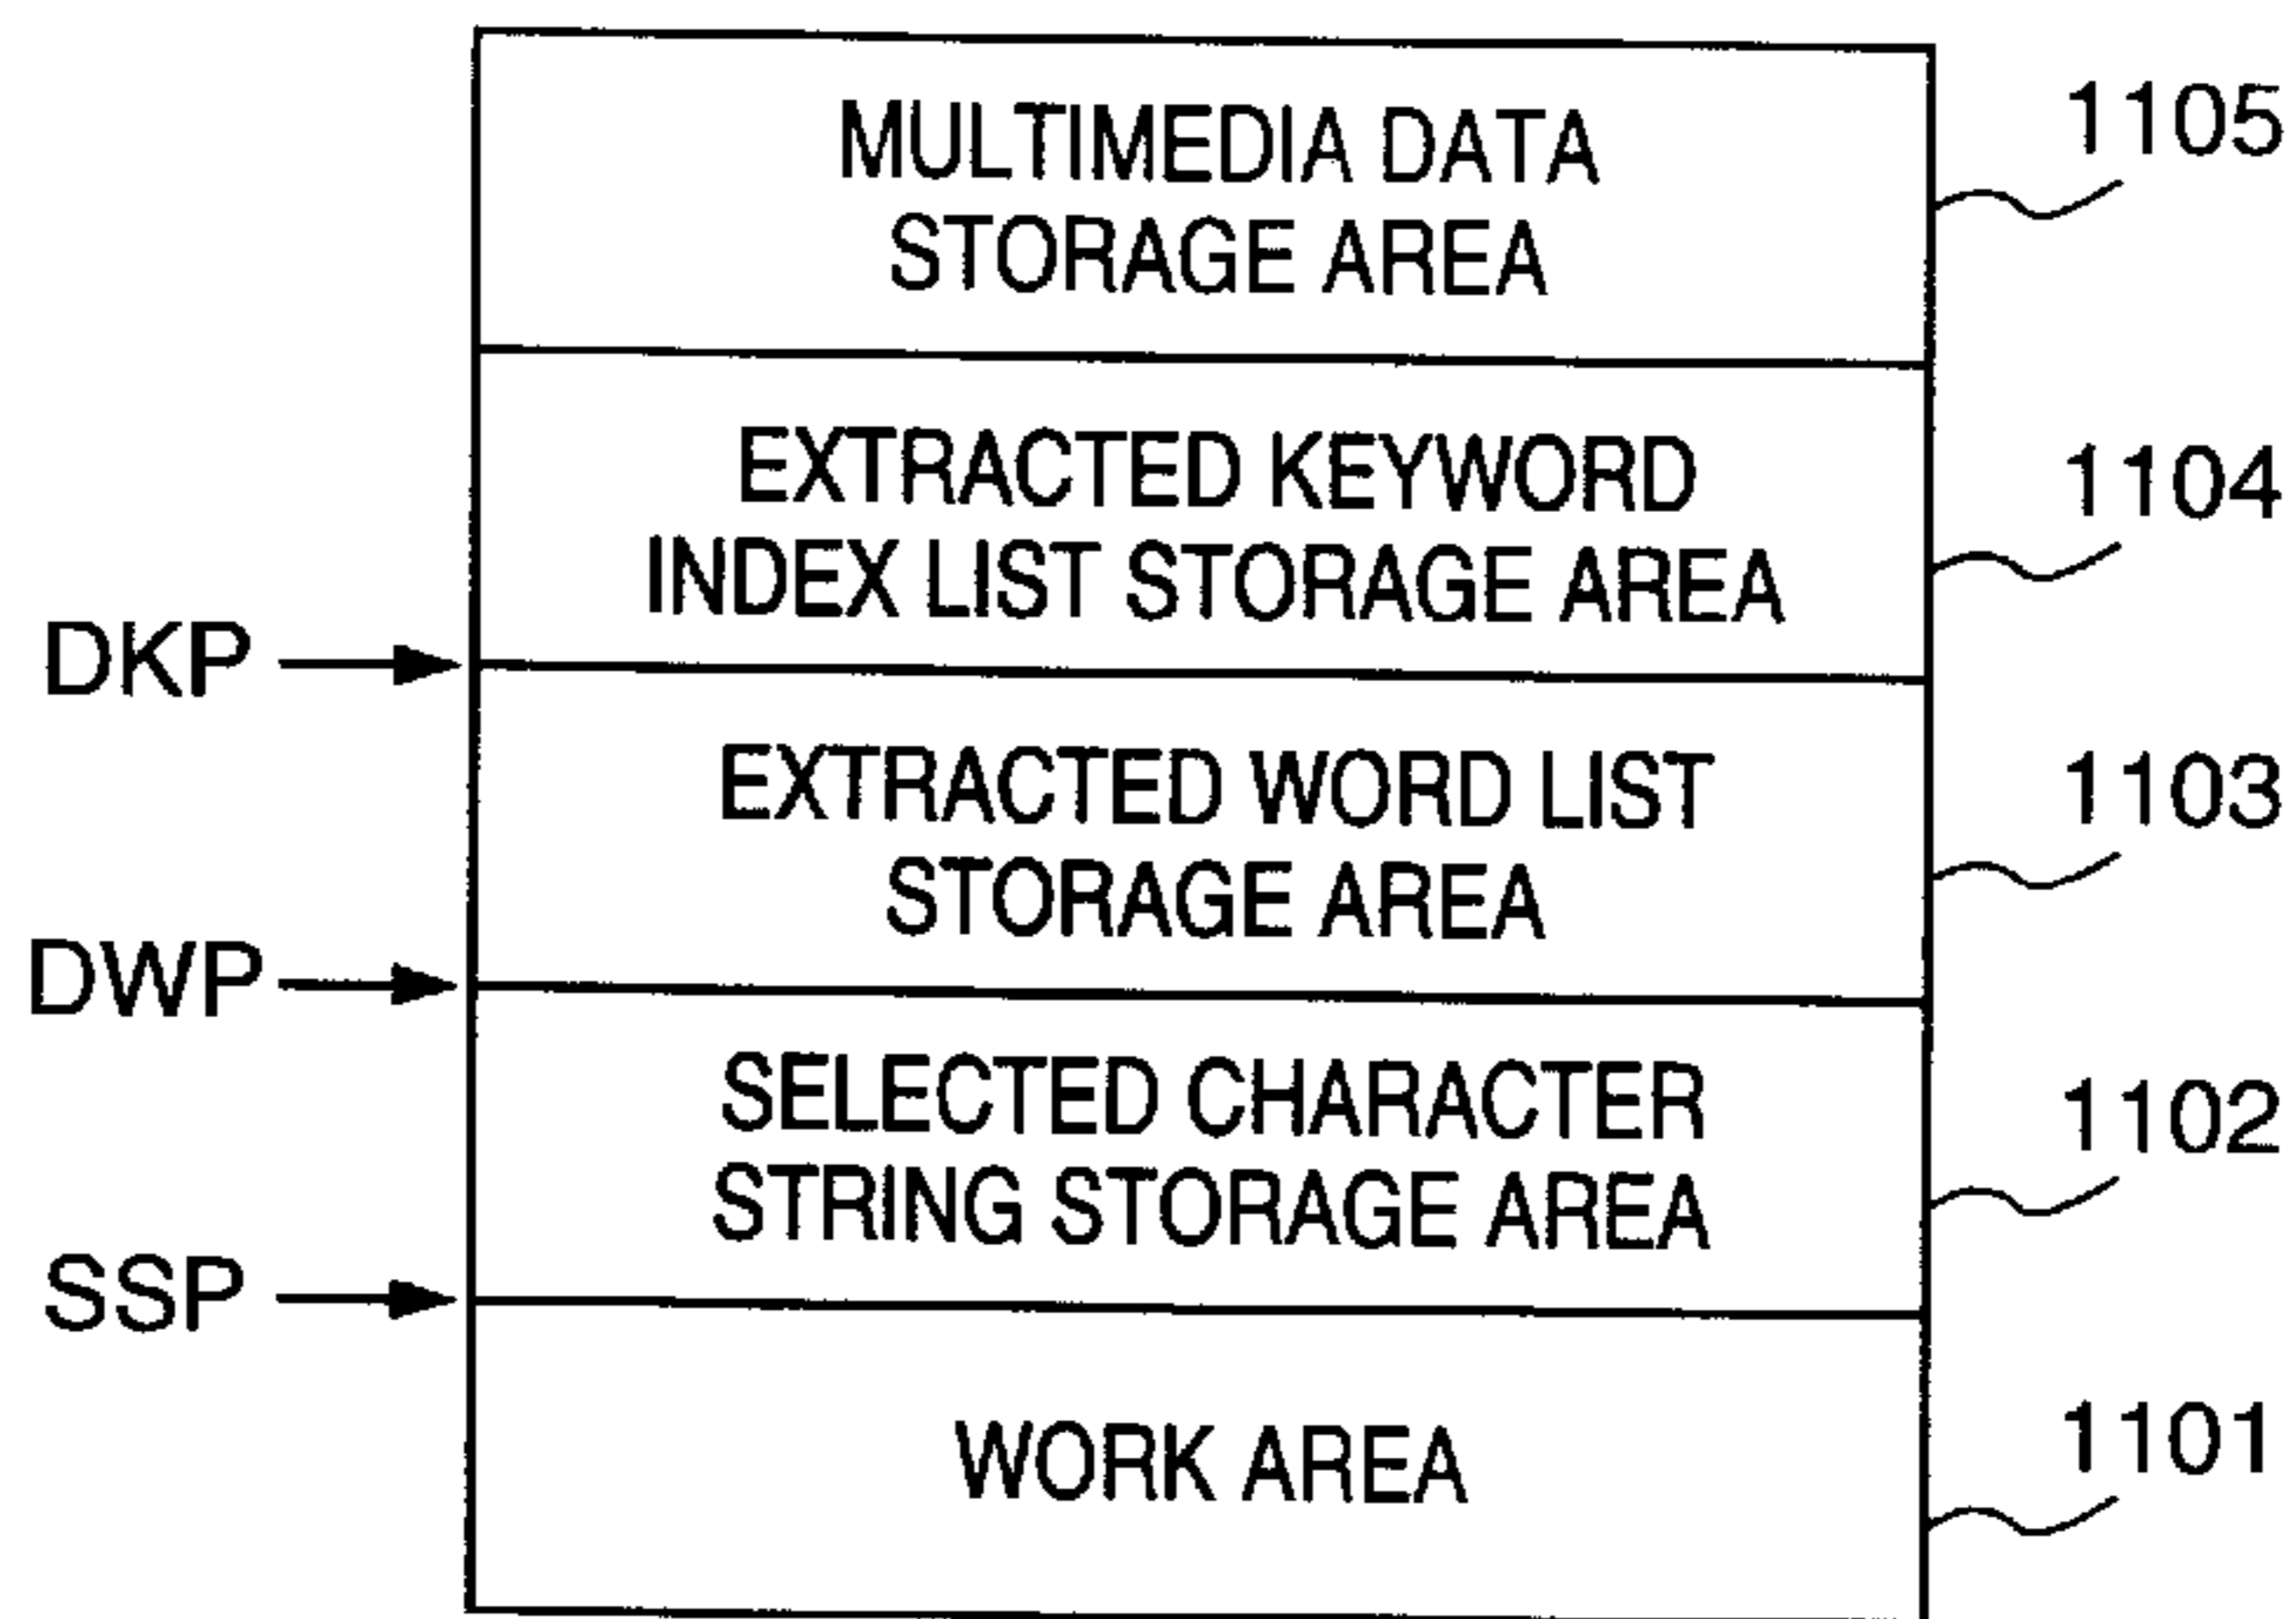 MULTIMEDIA DATA
STORAGE AREA
1105
EXTRACTED KEYWORD
INDEX LIST STORAGE AREA
1104
DKP
EXTRACTED WORD LIST
STORAGE AREA
1103
DWP
SELECTED CHARACTER
STRING STORAGE AREA
1102
SSP
WORK AREA
1101